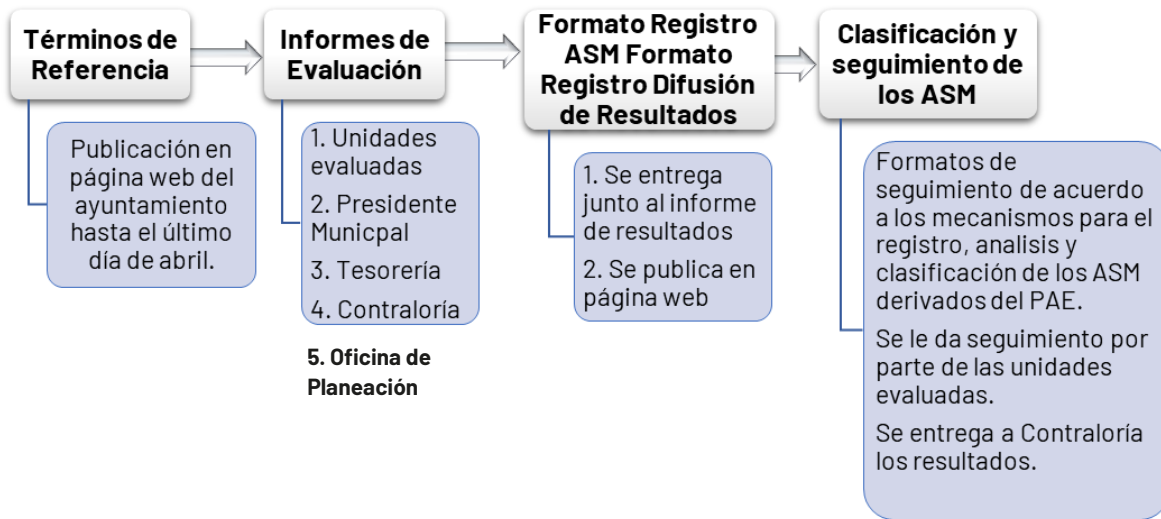 Términos de
Referencia
Publicación en
página web del
ayuntamiento
hasta el último
día de abril.
Informes de
Evaluación
1. Unidades
evaluadas
2. Presidente
Municpal
3. Tesorería
4. Contraloría
5. Oficina de
Planeación
Formato Registro
ASM Formato
Registro Difusión
de Resultados
1. Se entrega
junto al informe
de resultados
2. Se publica en
página web
Clasificación y
seguimiento de
los ASM
Formatos de
seguimiento de acuerdo
a los mecanismos para el
registro, analisis y
clasificación de los ASM
derivados del PAE.
Se le da seguimiento por
parte de las unidades
evaluadas.
Se entrega a Contraloría
los resultados.